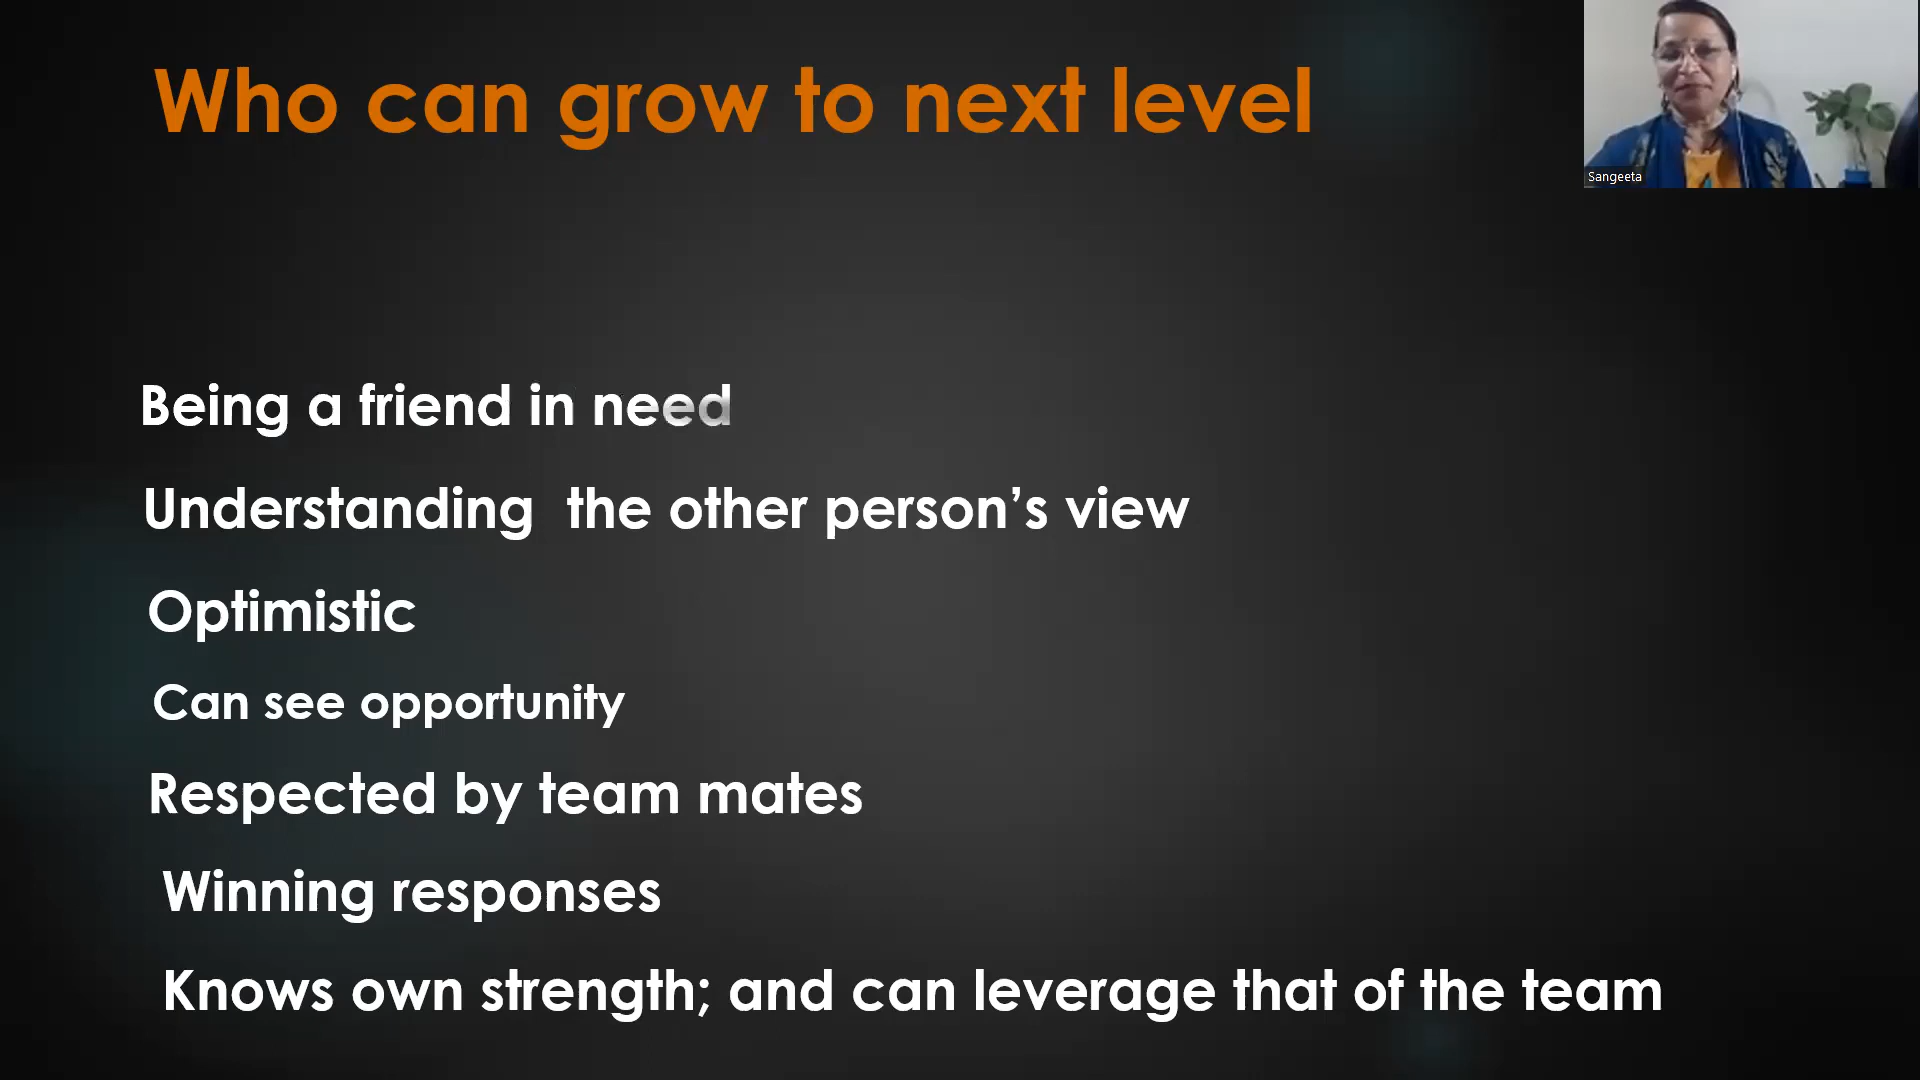 Who can grow to next level
Sangeeta
Being a friend in need
Understanding  the other person’s view
Optimistic
Can see opportunity
Respected by team mates
Winning responses
Knows own strength; and can leverage that of the team